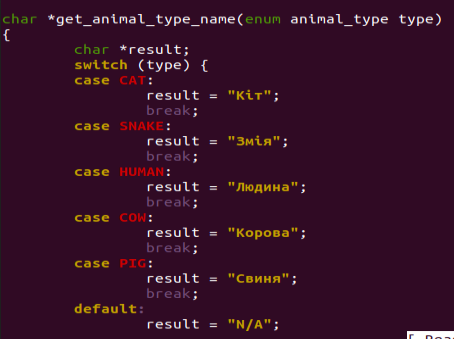 char *get_animal_type_name(enum animal_type type)
{
char *result;
switch (type) {
case CAT:
result = "Кіт";
break;
case SNAKE:
result = "Змія";
break;
case HUMAN:
result = "Людина";
break;
case COW:
result = "Корова";
break;
case PIG:
result = "Свиня";
break;
default:
result = "N/A";